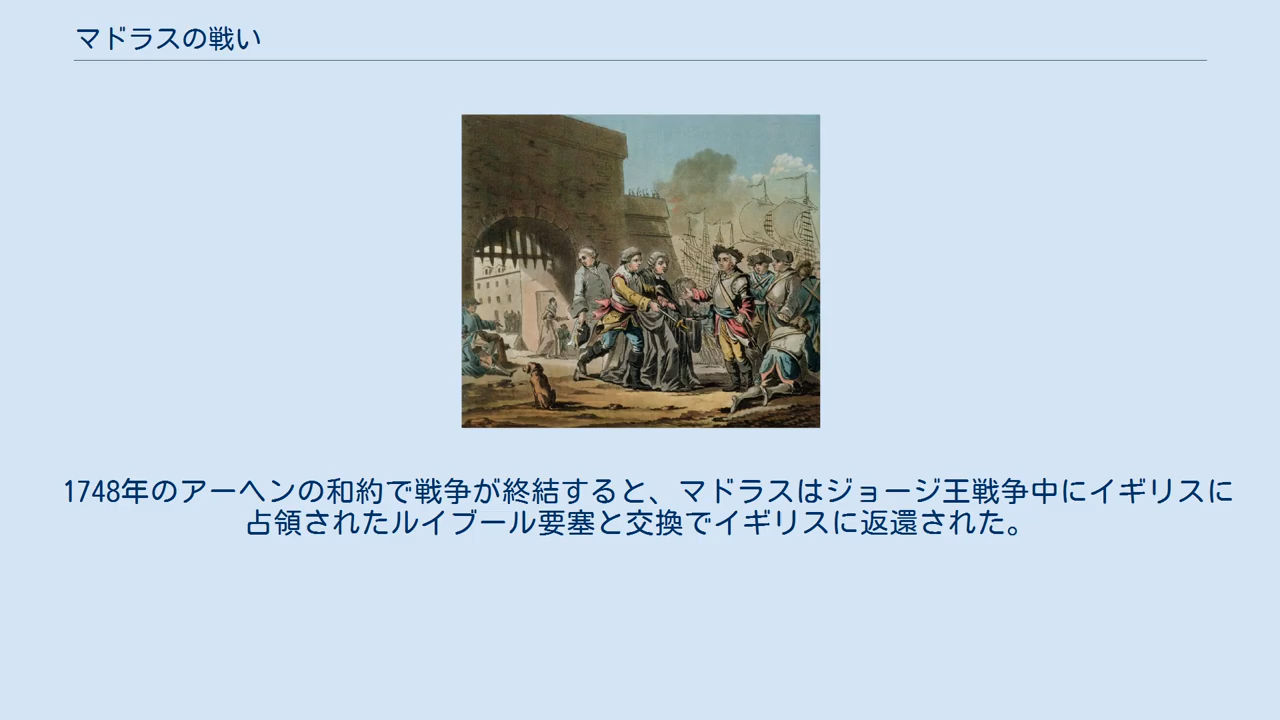 マドラスの戦い
1748年のアーヘンの和約で戦争が終結すると、マドラスはジョージ王戦争中にイギリスに
占領されたルイブール要塞と交換でイギリスに返還された。